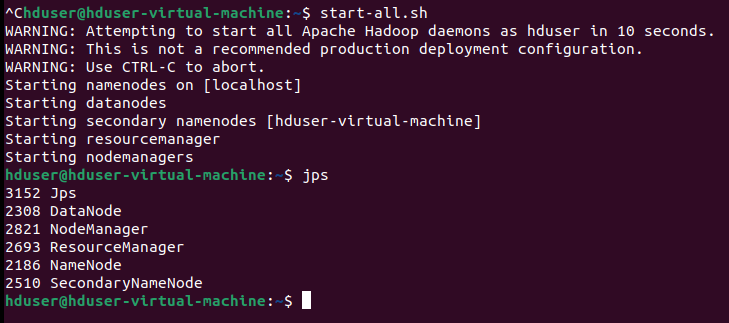 ^Chduser@hduser-virtual-machine:~$ start-all.sh
WARNING: Attempting to start all Apache Hadoop daemons as hduser in 10 seconds.
WARNING: This is not a recommended production deployment configuration.
WARNING: Use CTRL-C to abort.
Starting namenodes on [localhost]
Starting datanodes
Starting secondary namenodes [hduser-virtual-machine]
Starting resourcemanager
Starting nodemanagers
hduser@hduser-virtual-machine:~$ jps
3152 Jps
2308 DataNode
2821 NodeManager
2693 ResourceManager
2186 NameNode
2510 SecondaryNameNode
hduser@hduser-virtual-machine:~$